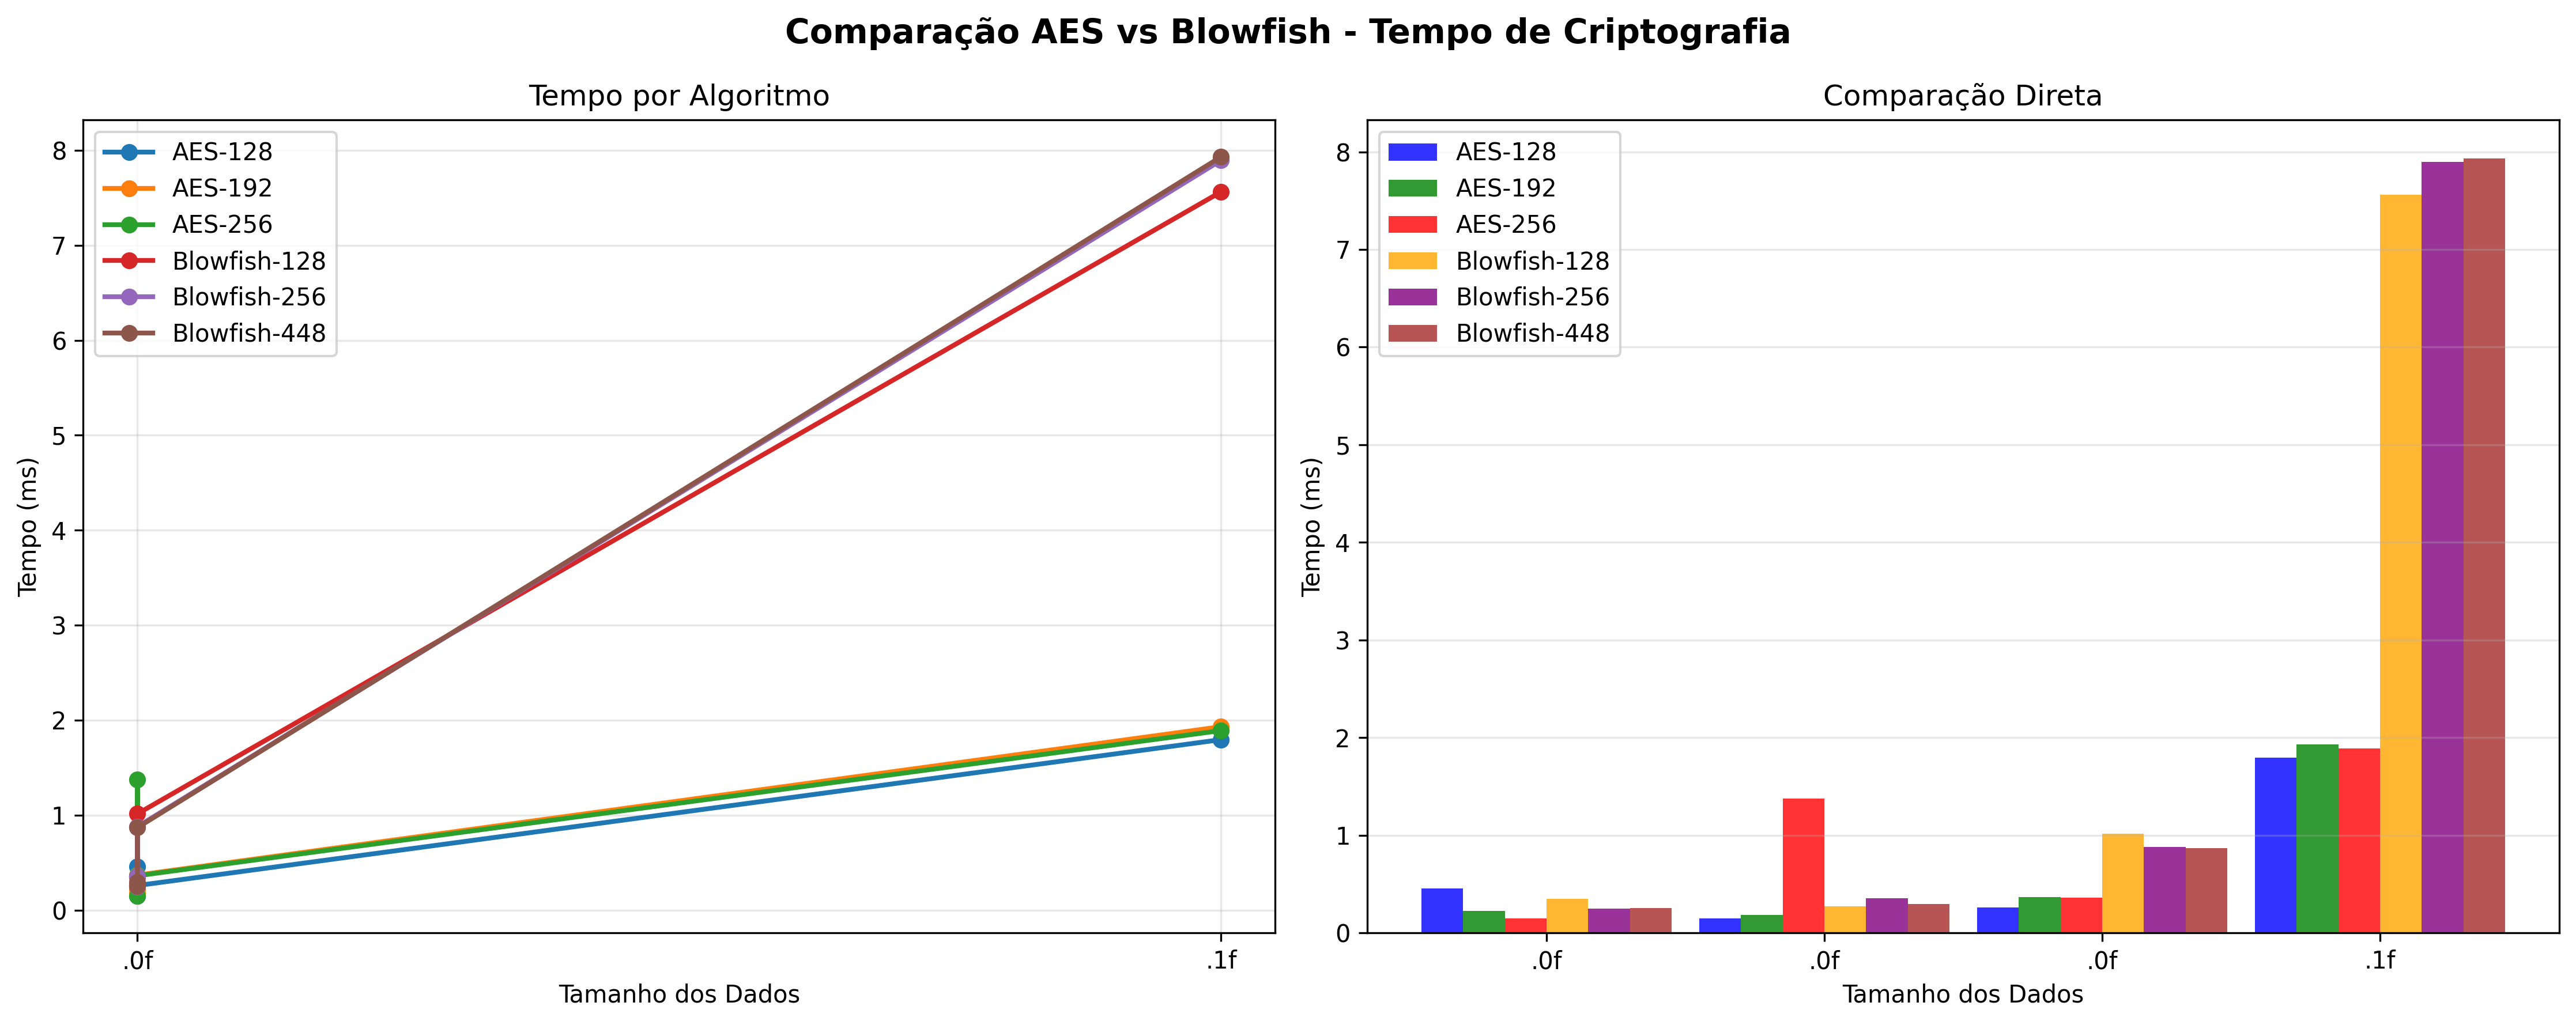 Comparação AES vs Blowfish - Tempo de Criptografia
Tempo por Algoritmo
AES-128
AES-192
AES-256
Blowfish-128
Blowfish-256
Blowfish-448
8
7
6
5
4
3
2
1
0
Tempo (ms)
.0f
.1f
Tamanho dos Dados
Comparação Direta
AES-128
AES-192
AES-256
Blowfish-128
Blowfish-256
Blowfish-448
8
7
6
5
4
3
2
1
0
Tempo (ms)
.0f
.0f
.0f
.1f
Tamanho dos Dados